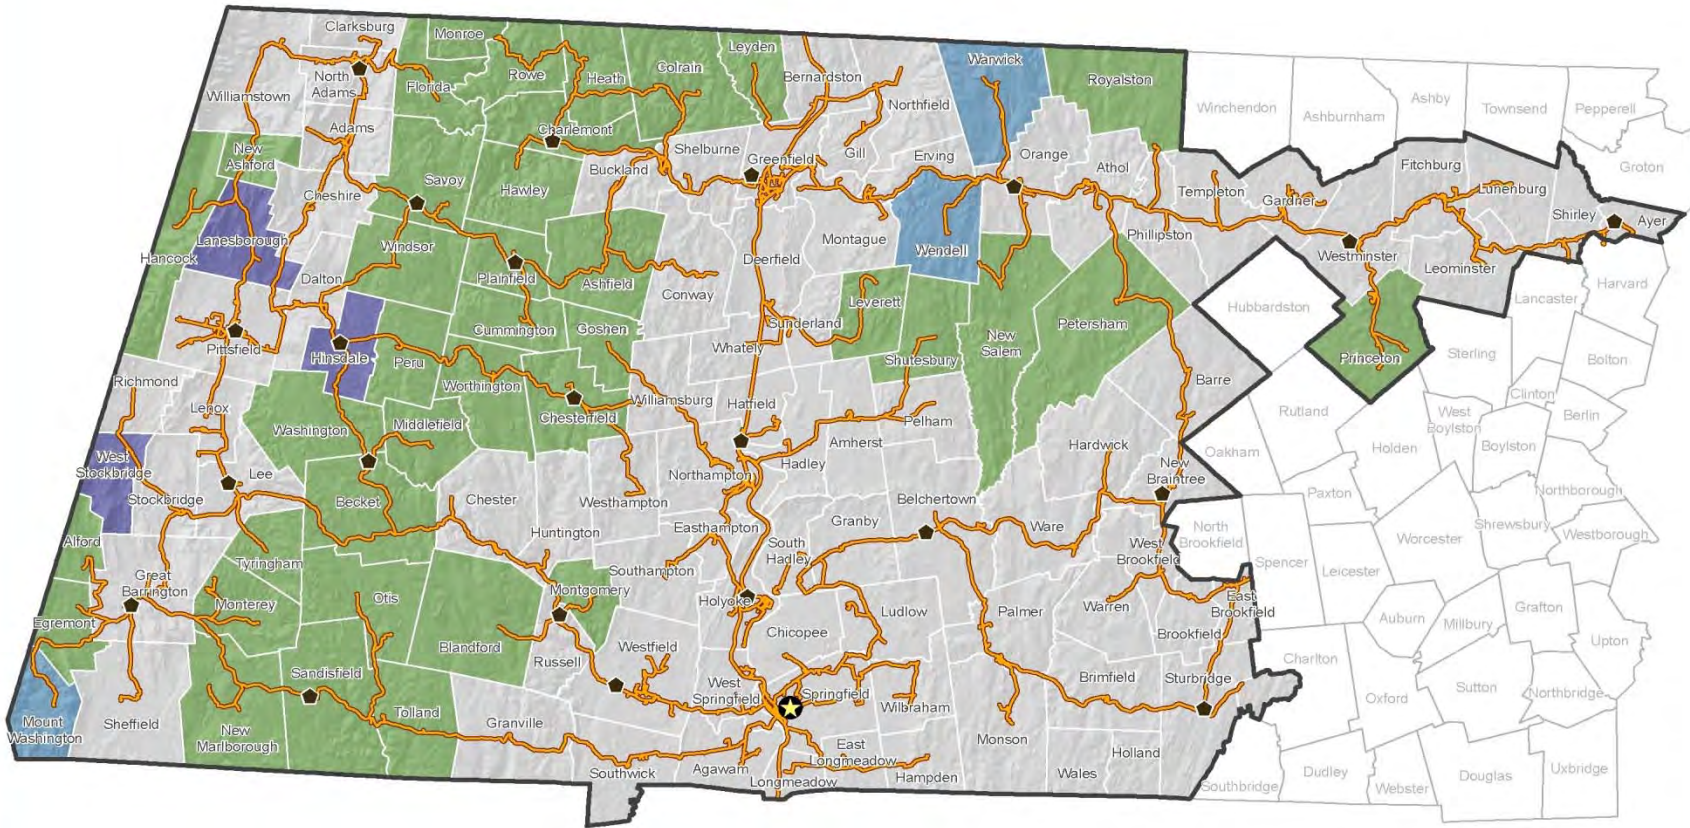 Clarksburg
Monroe
Leyden
Rowe
Heath
Colrain
Bernardston
Warwick
Royalston
North
Adams
Florida
Williamstown
Northfield
Winchendon
Ashburnham
Ashby
Townsend
Pepperell
Adams
Charlemont
Shelburne
Greenfield
Gill
Erving
Orange
Athol
Fitchburg
Groton
New
Ashford
Buckland
Savoy
Hawley
Cheshire
Templeton
Gardner
Lunenburg
Shirley
Ayer
Lanesborough
Hancock
Windsor
Montague
Wendell
Phillipston
Westminster
Leominster
Dalton
Plainfield
Ashfield
Deerfield
Conway
Leverett
Harvard
Lancaster
Hubbardston
Cummington
Goshen
Sunderland
New
Salem
Petersham
Pittsfield
Hinsdale
Peru
Whately
Shutesbury
Princeton
Sterling
Bolton
Richmond
Worthington
Williamsburg
Barre
Clinton
Lenox
Chesterfield
Hatfield
Pelham
Rutland
West
Boylston
Berlin
Washington
Middlefield
Amherst
Hardwick
Oakham
Holden
Boylston
West
Stockbridge
Lee
Northampton
Hadley
New
Braintree
Stockbridge
Becket
Chester
Westhampton
Belchertown
Paxton
Northborough
Huntington
Easthampton
Granby
Ware
North
Brookfield
Worcester
Shrewsbury
Westborough
Alford
Tyringham
South
Hadley
West
Brookfield
Spencer
Leicester
Great
Barrington
Southampton
Montgomery
Otis
Monterey
Holyoke
Ludlow
Palmer
Warren
East
Brookfield
Auburn
Millbury
Grafton
Egremont
Chicopee
Brookfield
Upton
Blandford
Russell
Westfield
Charlton
Sandisfield
West
Springfield
Springfield
Wilbraham
Brimfield
Sturbridge
Oxford
Sutton
Northbridge
Mount
Washington
Sheffield
New
Marlborough
Tolland
Granville
Monson
Holland
East
Longmeadow
Southwick
Agawam
Longmeadow
Hampden
Wales
Southbridge
Dudley
Webster
Douglas
Uxbridge